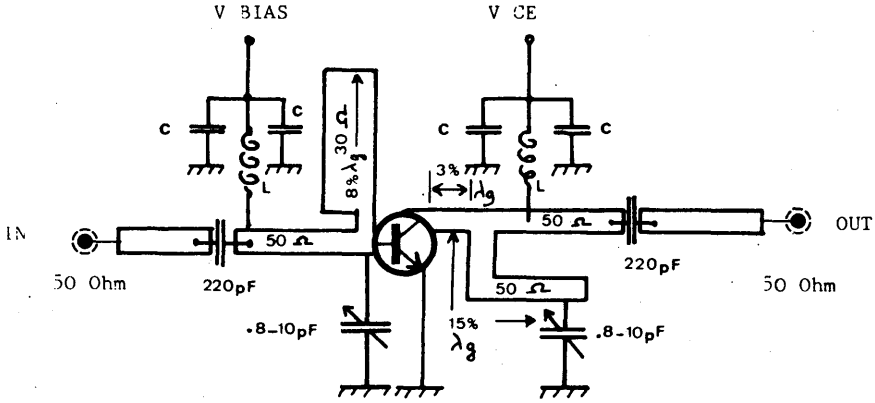 V BIAS
V CE
C
C
30 Ω
8% λg
L
C
C
3%
λg
L
IN
50 Ω
50 Ω
OUT
50 Ohm
220pF
50 Ω
220pF
50 Ohm
.8-10pF
15%
λg
.8-10pF